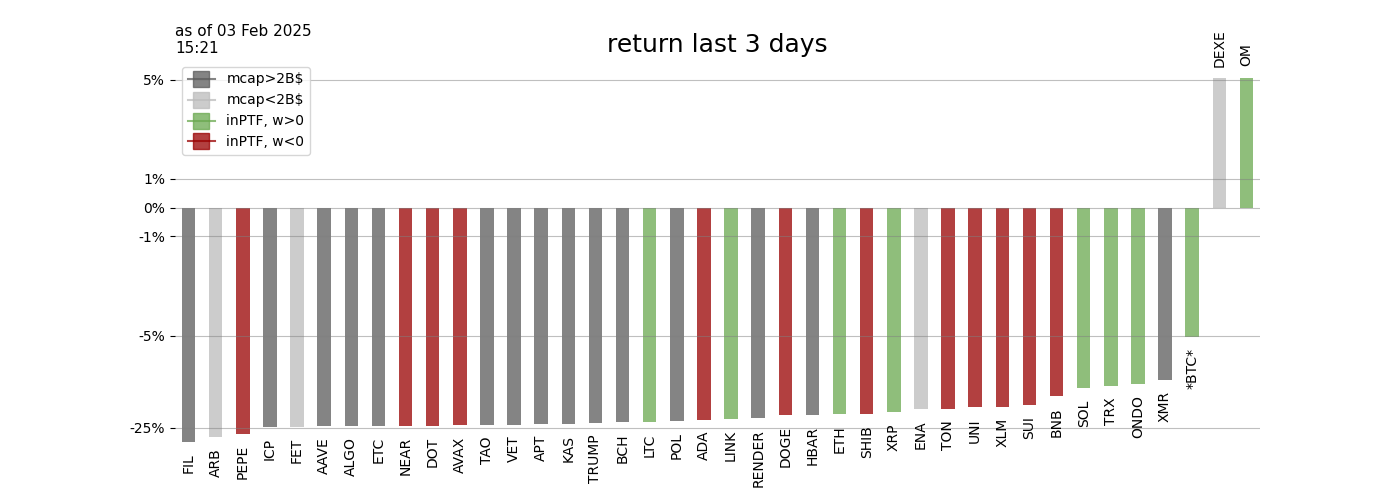 as of 03 Feb 2025
15:21
return last 3 days
mcap>2B$
mcap<2B$
inPTF, w>0
inPTF, w<0
5%
1%
0%
-1%
-5%
-25%
FIL
ARB
PEPE
ICP
FET
AAVE
ALGO
ETC
NEAR
DOT
AVAX
TAO
VET
APT
KAS
TRUMP
BCH
LTC
POL
ADA
LINK
RENDER
DOGE
HBAR
ETH
SHIB
XRP
ENA
TON
UNI
XLM
SUI
BNB
SOL
TRX
ONDO
XMR
*BTC*
DEXE
OM